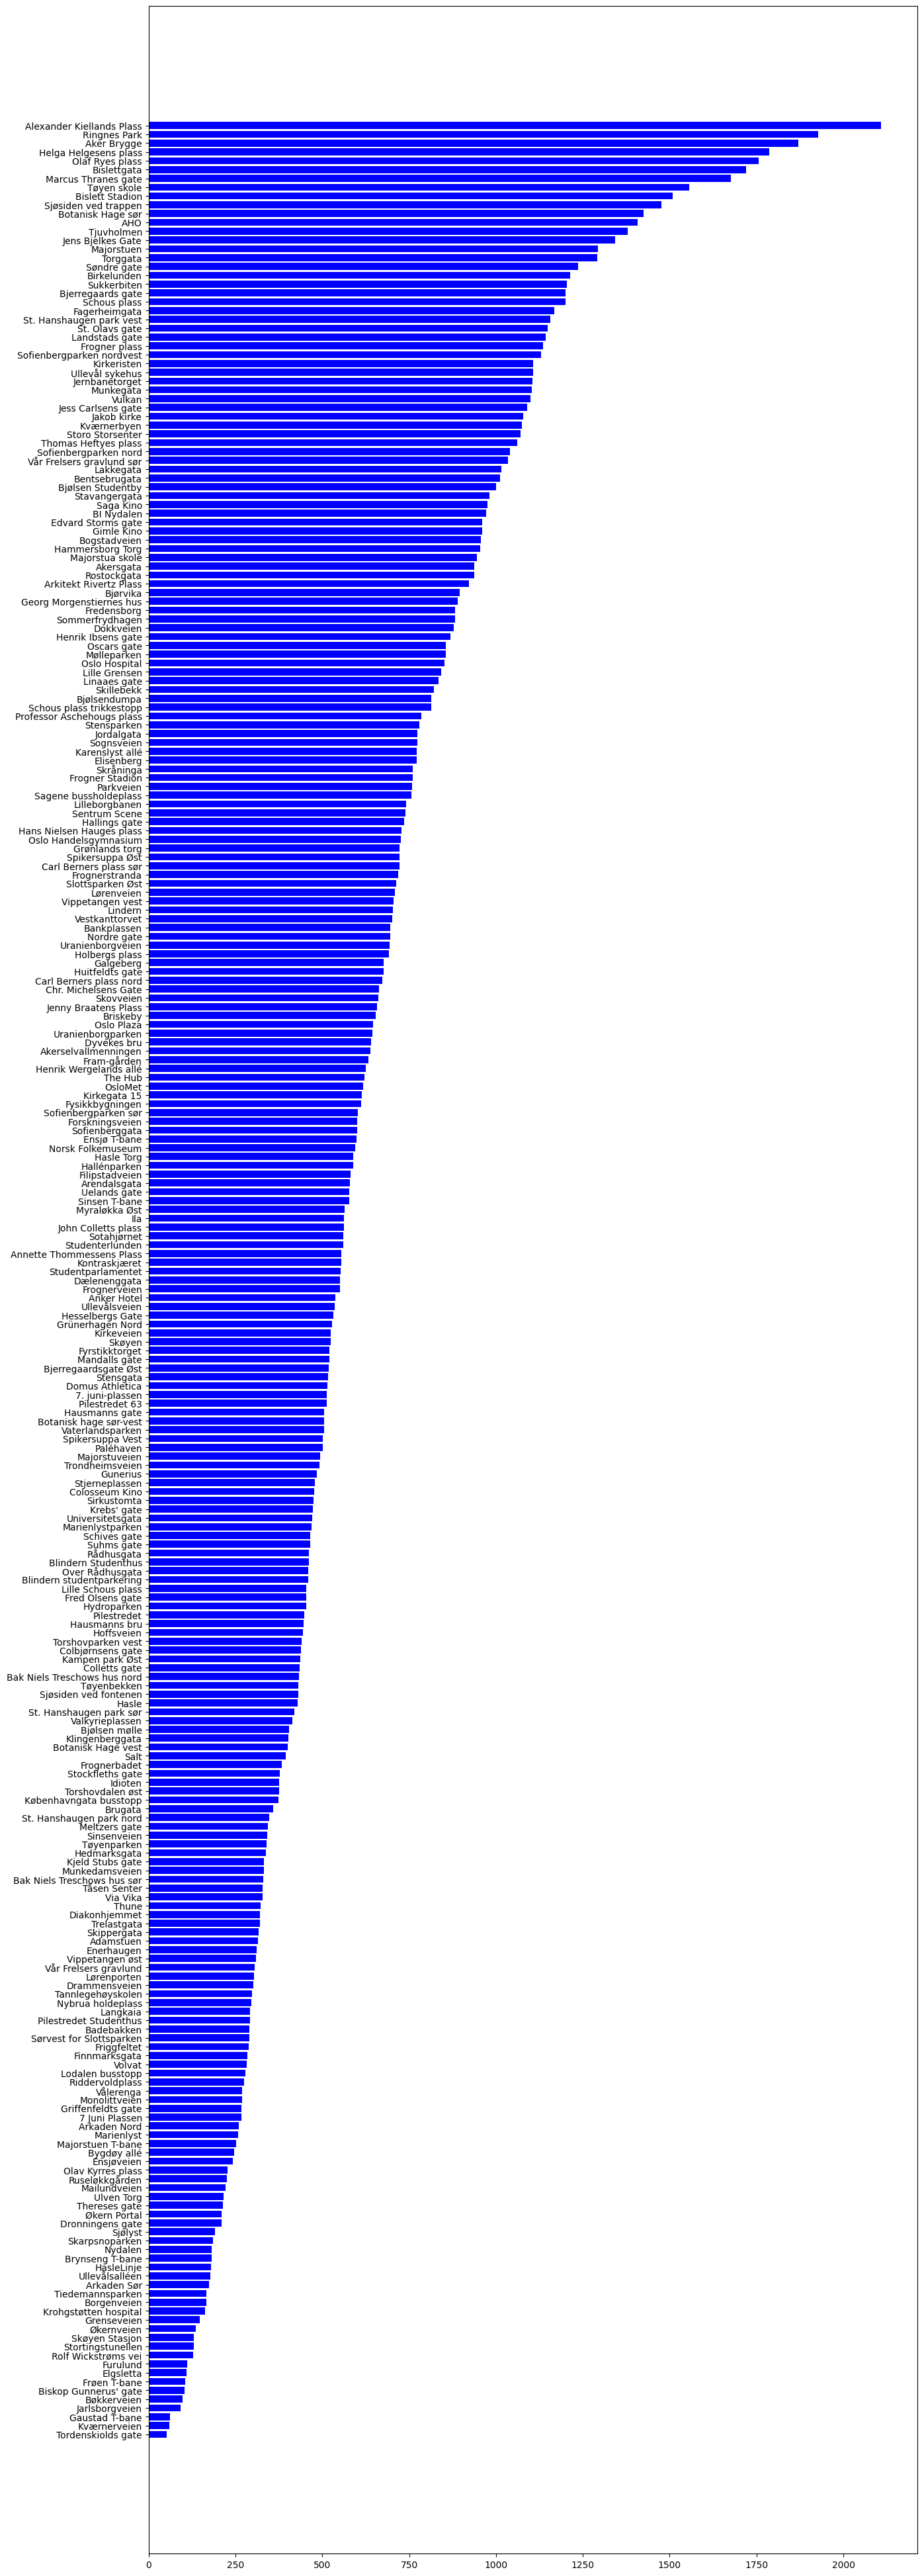 Alexander Kiellands Plass
Ringnes Park
Aker Brygge
Helga Helgesens plass
Olaf Ryes plass
Bislettgata
Marcus Thranes gate
Tøyen skole
Bislett Stadion
Sjøsiden ved trappen
Botanisk Hage sør
AHO
Tjuvholmen
Jens Bjelkes Gate
Majorstuen
Torggata
Søndre gate
Birkelunden
Sukkerbiten
Bjerregaards gate
Schous plass
Fagerheimgata
St. Hanshaugen park vest
St. Olavs gate
Landstads gate
Frogner plass
Sofienbergparken nordvest
Kirkeristen
Ullevål sykehus
Jernbanetorget
Munkegata
Vulkan
Jess Carlsens gate
Jakob kirke
Kværnerbyen
Storo Storsenter
Thomas Heftyes plass
Sofienbergparken nord
Vår Frelsers gravlund sør
Lakkegata
Bentsebrugata
Bjølsen Studentby
Stavangergata
Saga Kino
BI Nydalen
Edvard Storms gate
Gimle Kino
Bogstadveien
Hammersborg Torg
Majorstua skole
Akersgata
Rostockgata
Arkitekt Rivertz Plass
Bjørvika
Georg Morgenstiernes hus
Fredensborg
Sommerfrydhagen
Dokkveien
Henrik Ibsens gate
Oscars gate
Mølleparken
Oslo Hospital
Lille Grensen
Linaaes gate
Skillebekk
Bjølsendumpa
Schous plass trikkestopp
Professor Aschehougs plass
Stensparken
Jordalgata
Sognsveien
Karenslyst allé
Elisenberg
Skråninga
Frogner Stadion
Parkveien
Sagene bussholdeplass
Lilleborgbanen
Sentrum Scene
Hallings gate
Hans Nielsen Hauges plass
Oslo Handelsgymnasium
Grønlands torg
Spikersuppa Øst
Carl Berners plass sør
Frognerstranda
Slottsparken Øst
Lørenveien
Vippetangen vest
Lindern
Vestkanttorvet
Bankplassen
Nordre gate
Uranienborgveien
Holbergs plass
Galgeberg
Huitfeldts gate
Carl Berners plass nord
Chr. Michelsens Gate
Skovveien
Jenny Braatens Plass
Briskeby
Oslo Plaza
Uranienborgparken
Dyvekes bru
Akerselvallmenningen
Fram-gården
Henrik Wergelands allé
The Hub
OsloMet
Kirkegata 15
Fysikkbygningen
Sofienbergparken sør
Forskningsveien
Sofienberggata
Ensjø T-bane
Norsk Folkemuseum
Hasle Torg
Hallénparken
Filipstadveien
Arendalsgata
Uelands gate
Sinsen T-bane
Myraløkka Øst
Ila
John Colletts plass
Sotahjørnet
Studenterlunden
Annette Thommessens Plass
Kontraskjæret
Studentparlamentet
Dælenenggata
Frognerveien
Anker Hotel
Ullevålsveien
Hesselbergs Gate
Grünerhagen Nord
Kirkeveien
Skøyen
Fyrstikktorget
Mandalls gate
Bjerregaardsgate Øst
Stensgata
Domus Athletica
7. juni-plassen
Pilestredet 63
Hausmanns gate
Botanisk hage sør-vest
Vaterlandsparken
Spikersuppa Vest
Paléhaven
Majorstuveien
Trondheimsveien
Gunerius
Stjerneplassen
Colosseum Kino
Sirkustomta
Krebs' gate
Universitetsgata
Marienlystparken
Schives gate
Suhms gate
Rådhusgata
Blindern Studenthus
Over Rådhusgata
Blindern studentparkering
Lille Schous plass
Fred Olsens gate
Hydroparken
Pilestredet
Hausmanns bru
Hoffsveien
Torshovparken vest
Colbjørnsens gate
Kampen park Øst
Colletts gate
Bak Niels Treschows hus nord
Tøyenbekken
Sjøsiden ved fontenen
Hasle
St. Hanshaugen park sør
Valkyrieplassen
Bjølsen mølle
Klingenberggata
Botanisk Hage vest
Salt
Frognerbadet
Stockfleths gate
Idioten
Torshovdalen øst
Københavngata busstopp
Brugata
St. Hanshaugen park nord
Meltzers gate
Sinsenveien
Tøyenparken
Hedmarksgata
Kjeld Stubs gate
Munkedamsveien
Bak Niels Treschows hus sør
Tåsen Senter
Via Vika
Thune
Diakonhjemmet
Trelastgata
Skippergata
Adamstuen
Enerhaugen
Vippetangen øst
Vår Frelsers gravlund
Lørenporten
Drammensveien
Tannlegehøyskolen
Nybrua holdeplass
Langkaia
Pilestredet Studenthus
Badebakken
Sørvest for Slottsparken
Friggfeltet
Finnmarksgata
Volvat
Lodalen busstopp
Riddervoldplass
Vålerenga
Monolittveien
Griffenfeldts gate
7 Juni Plassen
Arkaden Nord
Marienlyst
Majorstuen T-bane
Bygdøy allé
Ensjøveien
Olav Kyrres plass
Ruseløkkgården
Mailundveien
Ulven Torg
Thereses gate
Økern Portal
Dronningens gate
Sjølyst
Skarpsnoparken
Nydalen
Brynseng T-bane
HasleLinje
Ullevålsalléen
Arkaden Sør
Tiedemannsparken
Borgenveien
Krohgstøtten hospital
Grenseveien
Økernveien
Skøyen Stasjon
Stortingstunellen
Rolf Wickstrøms vei
Furulund
Elgsletta
Frøen T-bane
Biskop Gunnerus' gate
Bøkkerveien
Jarlsborgveien
Gaustad T-bane
Kværnerveien
Tordenskiolds gate
0 250 500 750 1000 1250 1500 1750 2000